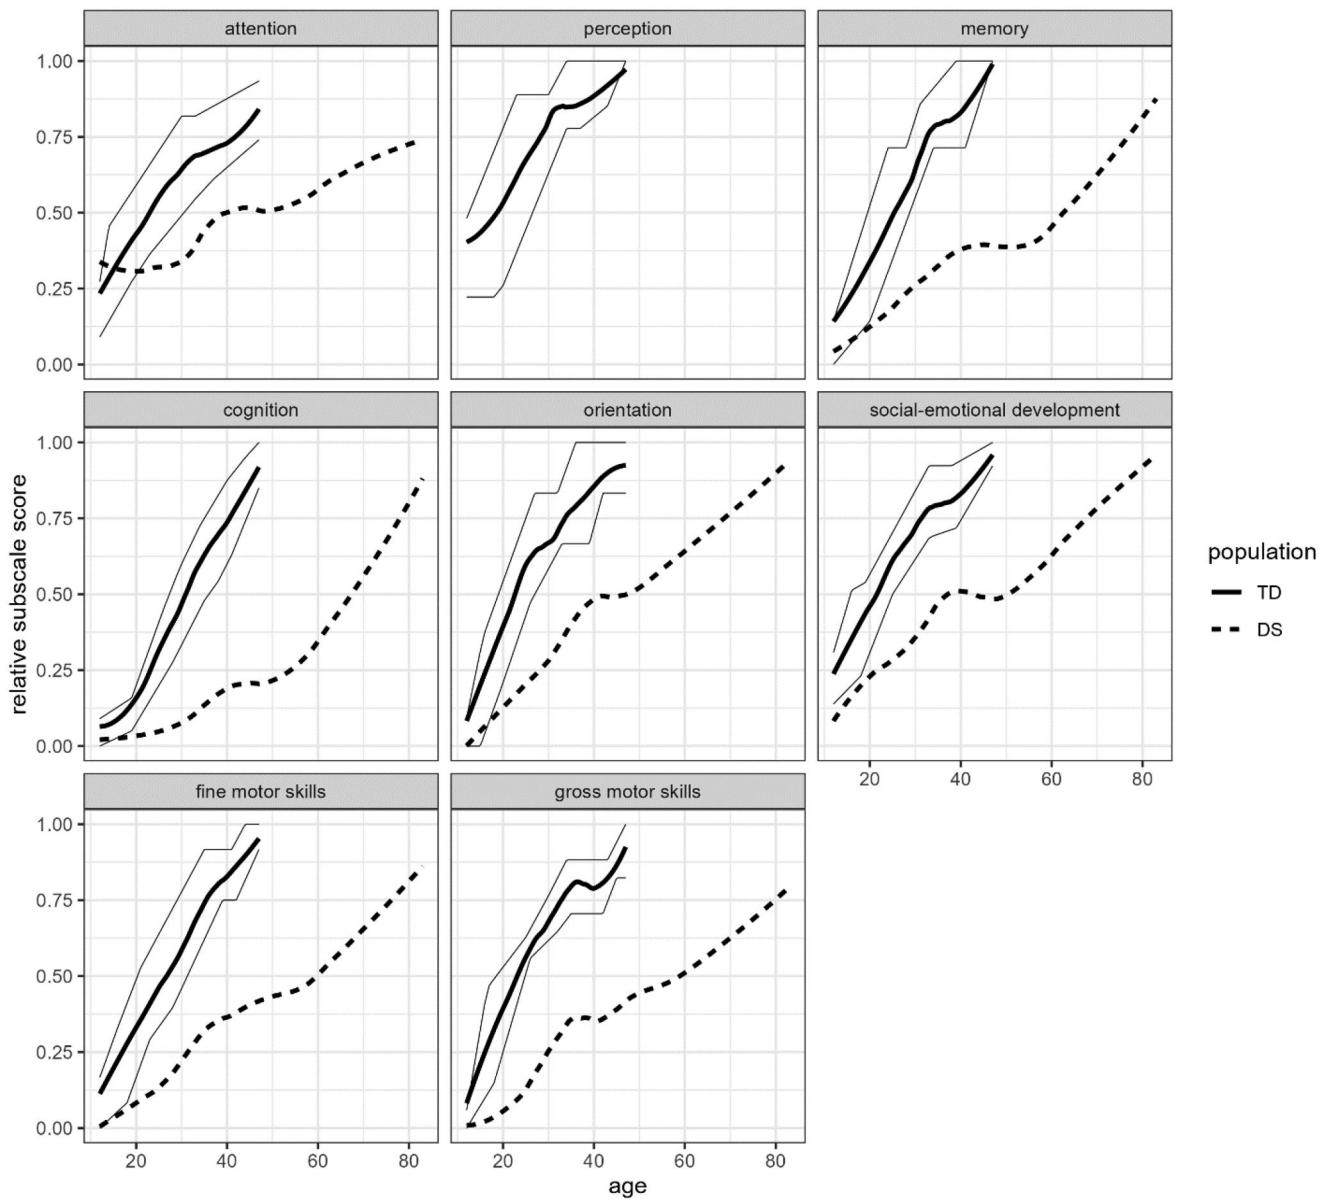 attention perception memory
1.00
0.75
0.50
0.25
0.00
cognition orientation social-emotional development
1.00
0.75
0.50
0.25
0.00
20 40 60 80
fine motor skills gross motor skills
1.00
0.75
0.50
0.25
0.00
20 40 60 80 20 40 60 80
age
relative subscale score
population
TD
DS